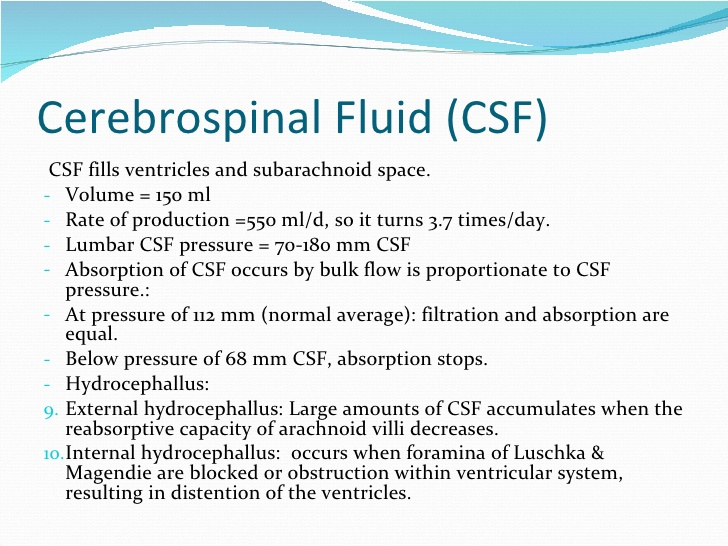 Cerebrospinal Fluid (CSF)
CSF fills ventricles and subarachnoid space.
- Volume = 150 ml
- Rate of production =550 ml/d, so it turns 3.7 times/day.
- Lumbar CSF pressure = 70-180 mm CSF
- Absorption of CSF occurs by bulk flow is proportionate to CSF
pressure.:
- At pressure of 112 mm (normal average): filtration and absorption are
equal.
- Below pressure of 68 mm CSF, absorption stops.
- Hydrocephallus:
9. External hydrocephallus: Large amounts of CSF accumulates when the
reabsorptive capacity of arachnoid villi decreases.
10. Internal hydrocephallus: occurs when foramina of Luschka &
Magendie are blocked or obstruction within ventricular system,
resulting in distention of the ventricles.